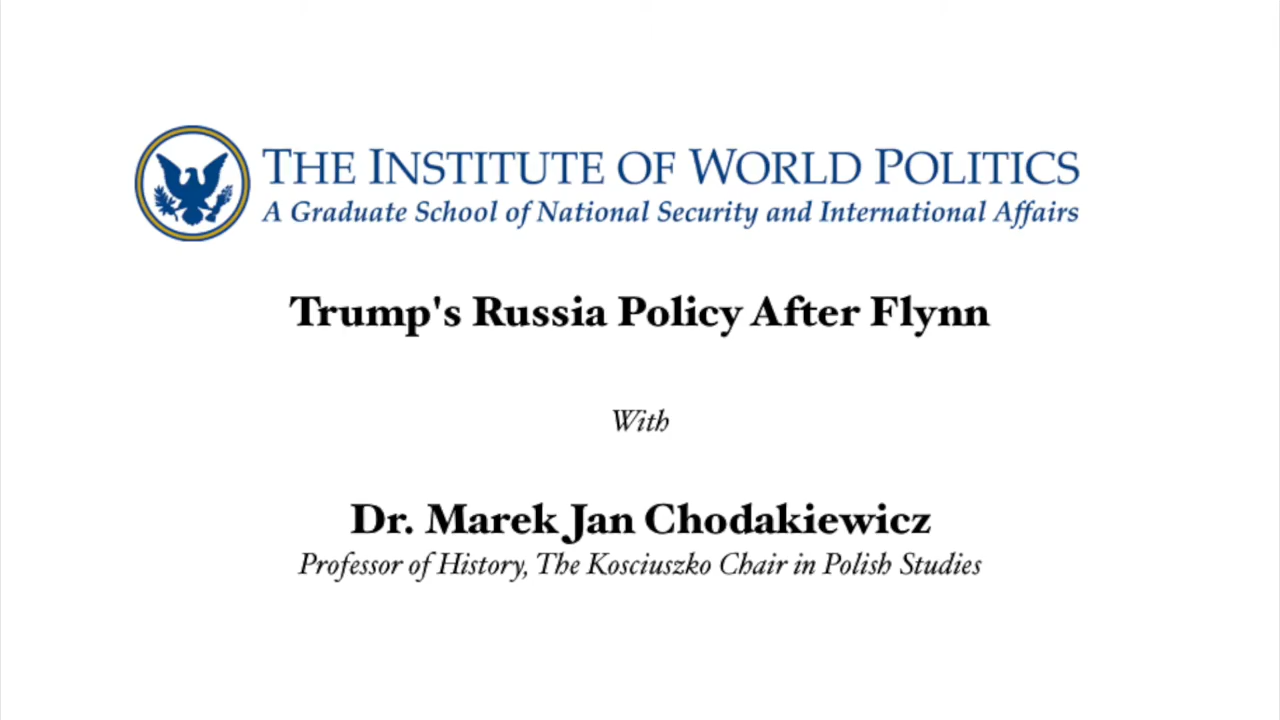 THE INSTITUTE OF WORLD POLITICS
A Graduate School of National Security and International Affairs
Trump's Russia Policy After Flynn
With
Dr. Marek Jan Chodakiewicz
Professor of History, The Kosciuszko Chair in Polish Studies